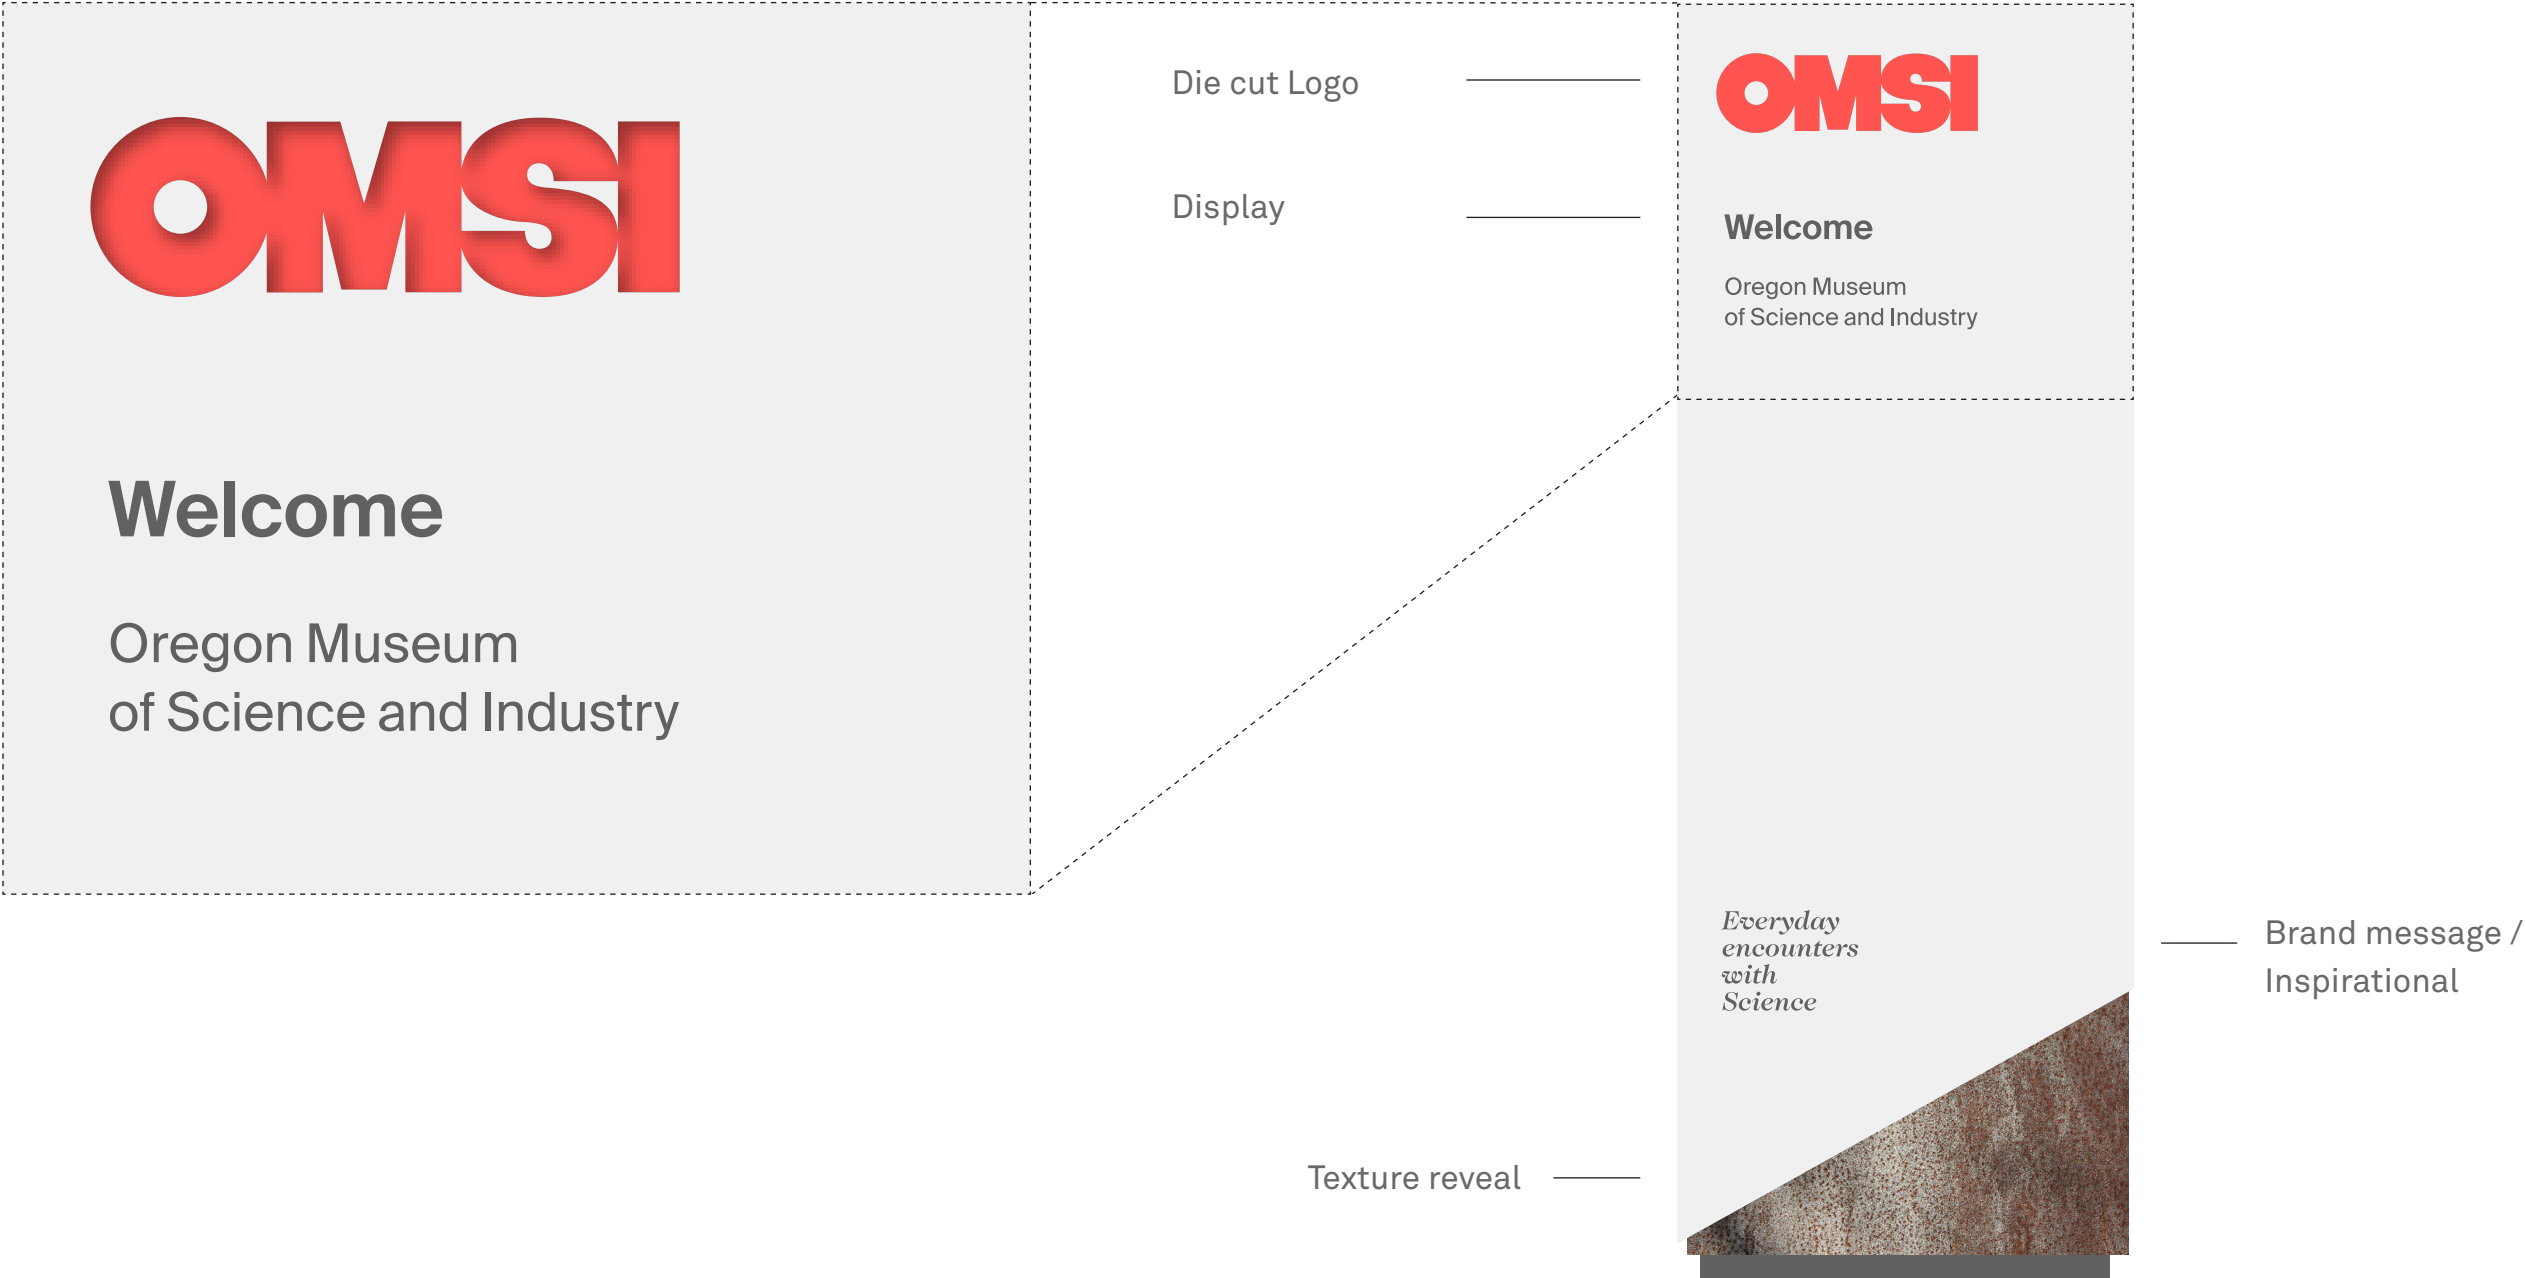 OMSI
Welcome
Oregon Museum
of Science and Industry
Die cut Logo
Display
OMSI
Welcome
Oregon Museum
of Science and Industry
Everyday
encounters
with
Science
Brand message /
Inspirational
Texture reveal